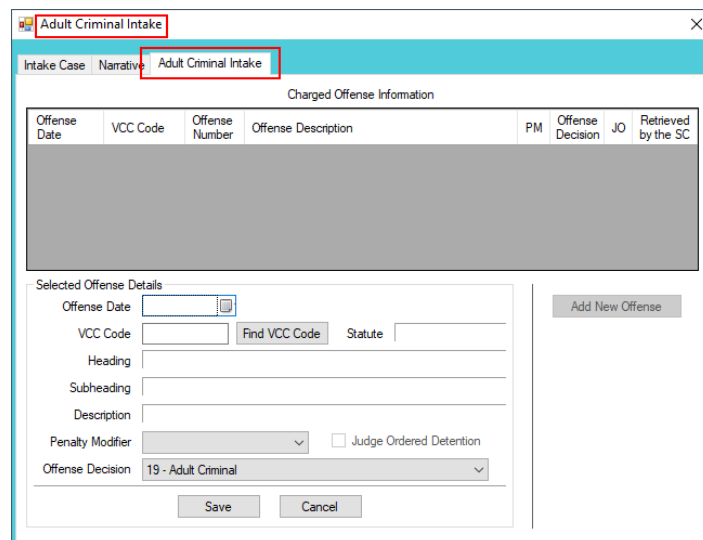 Adult Criminal Intake
Intake Case Narrative Adult Criminal Intake
Charged Offense Information
Offense Date VCC Code Offense Number Offense Description PM Offense Decision JO Retrieved by the SC
Selected Offense Details
Offense Date Add New Offense
VCC Code Find VCC Code Statute
Heading
Subheading
Description
Penalty Modifier Judge Ordered Detention
Offense Decision 19 - Adult Criminal
Save Cancel